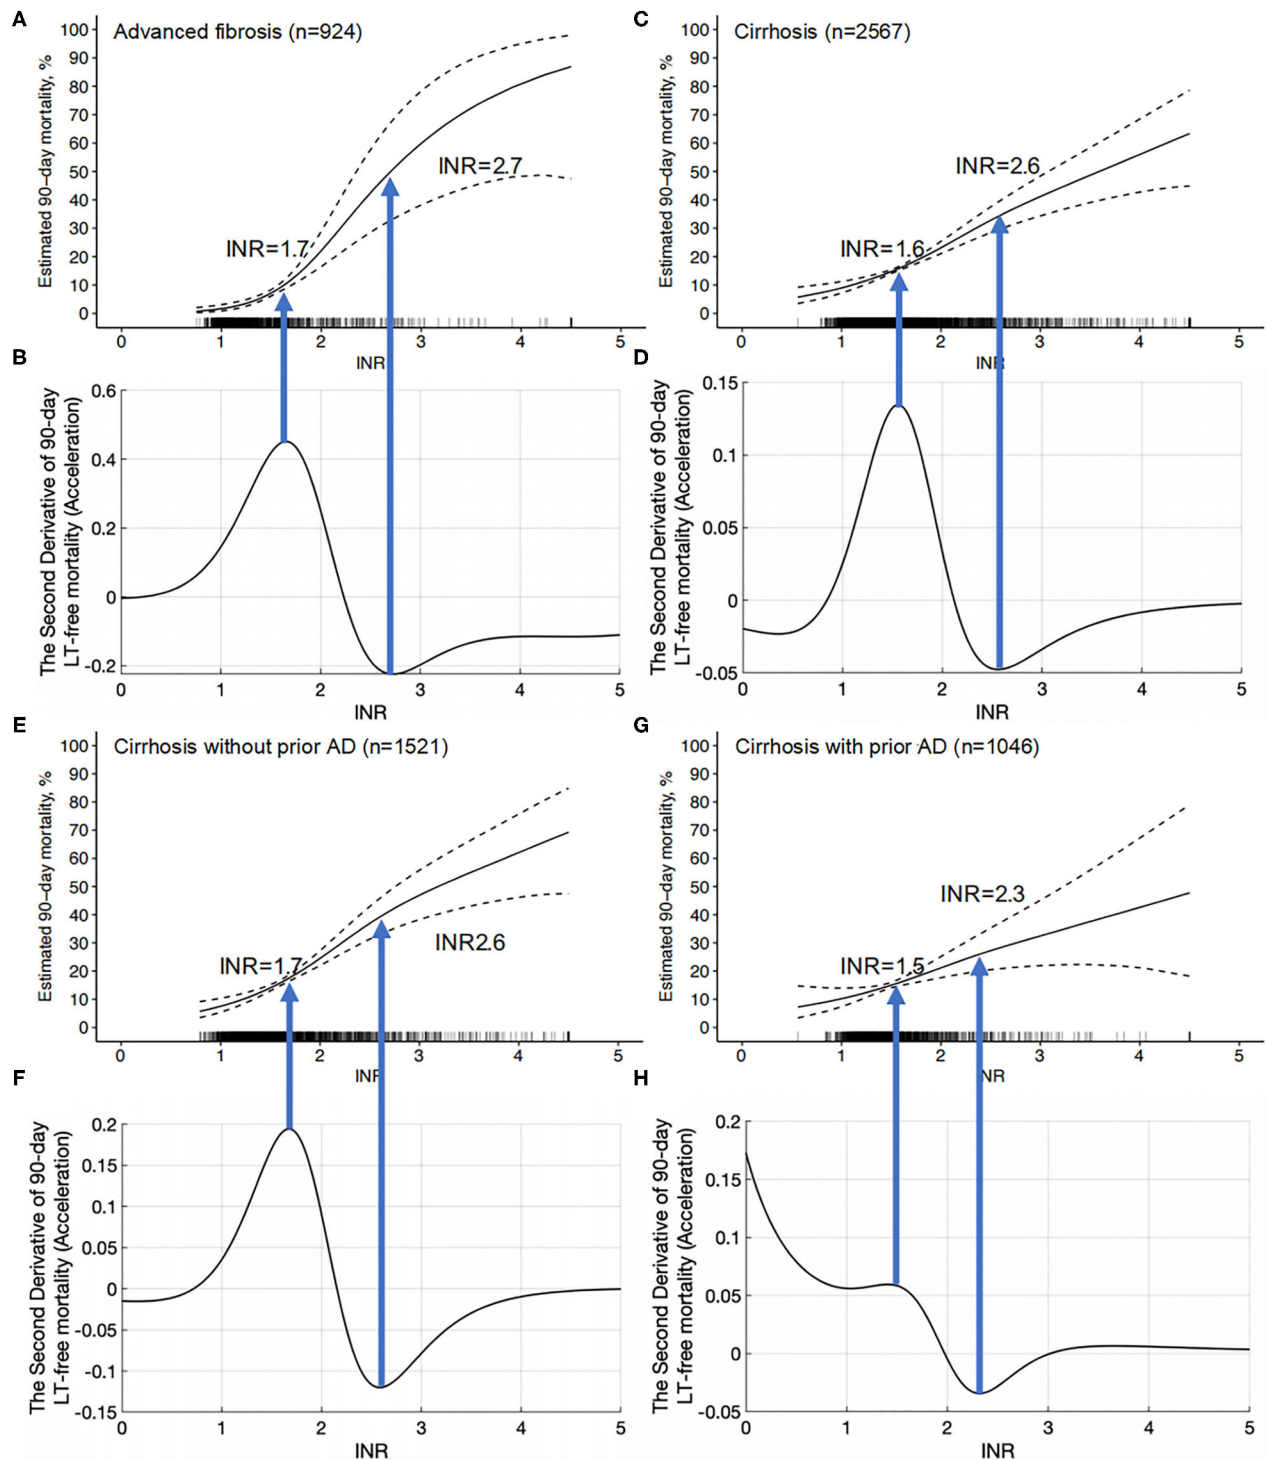 A
Advanced fibrosis (n=924)
Estimated 90–day mortality, %
100
90
80
70
60
50
40
30
20
10
0
INR=1.7
INR=2.7
0 1 2 3 4 5
INR
C
Cirrhosis (n=2567)
Estimated 90–day mortality, %
100
90
80
70
60
50
40
30
20
10
0
INR=1.6
INR=2.6
0 1 2 3 4 5
INR
B
The Second Derivative of 90-day
LT-free mortality (Acceleration)
0.6
0.4
0.2
0
-0.2
0 1 2 3 4 5
INR
D
The Second Derivative of 90-day
LT-free mortality (Acceleration)
0.15
0.1
0.05
0
-0.05
0 1 2 3 4 5
INR
E
Cirrhosis without prior AD (n=1521)
Estimated 90–day mortality, %
100
90
80
70
60
50
40
30
20
10
0
INR=1.7
INR2.6
0 1 2 3 4 5
INR
G
Cirrhosis with prior AD (n=1046)
Estimated 90–day mortality, %
100
90
80
70
60
50
40
30
20
10
0
INR=1.5
INR=2.3
0 1 2 3 4 5
INR
F
The Second Derivative of 90-day
LT-free mortality (Acceleration)
0.2
0.15
0.1
0.05
0
-0.05
-0.1
-0.15
0 1 2 3 4 5
INR
H
The Second Derivative of 90-day
LT-free mortality (Acceleration)
0.2
0.15
0.1
0.05
0
-0.05
0 1 2 3 4 5
INR